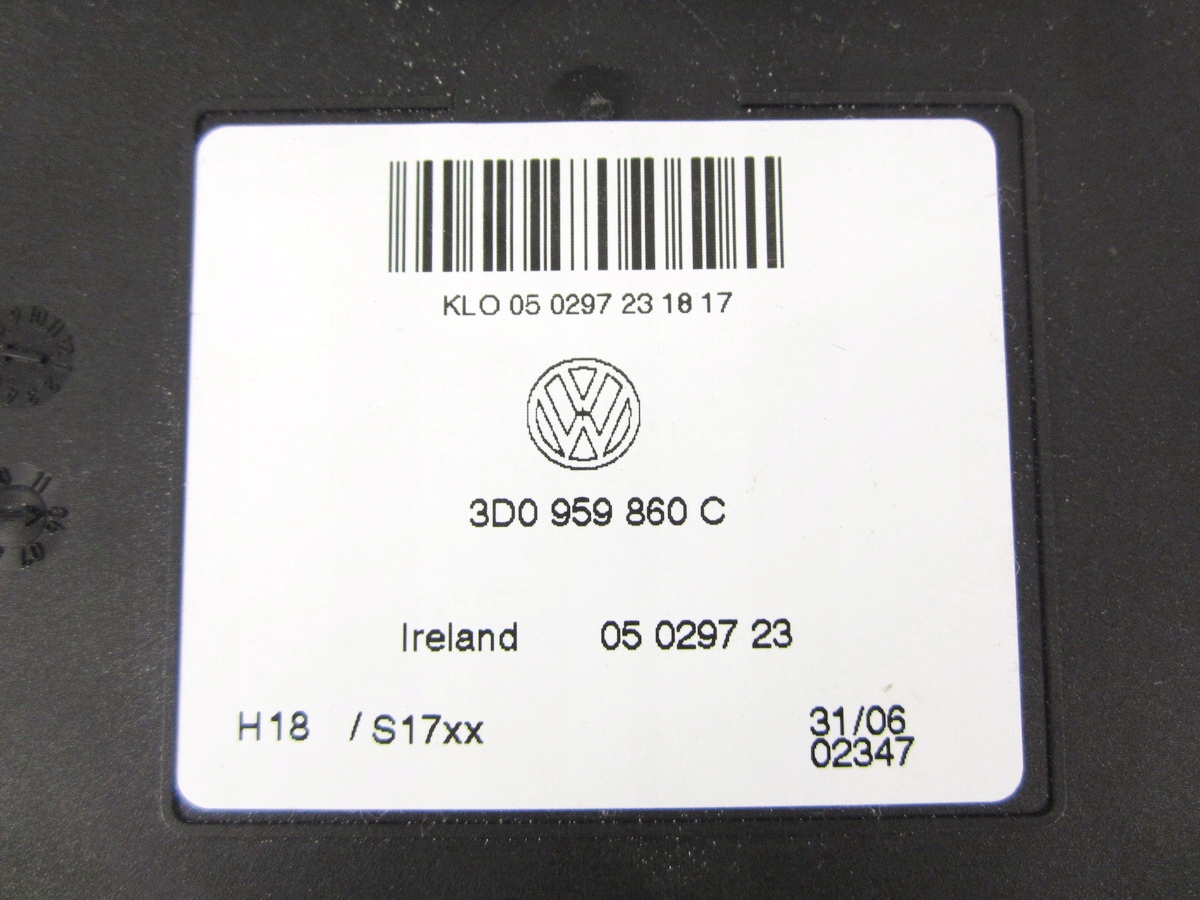 KLO 05 0297 23 18 17
3D0 959 860 C
Ireland 05 0297 23
H18 / S17xx
31/06
02347